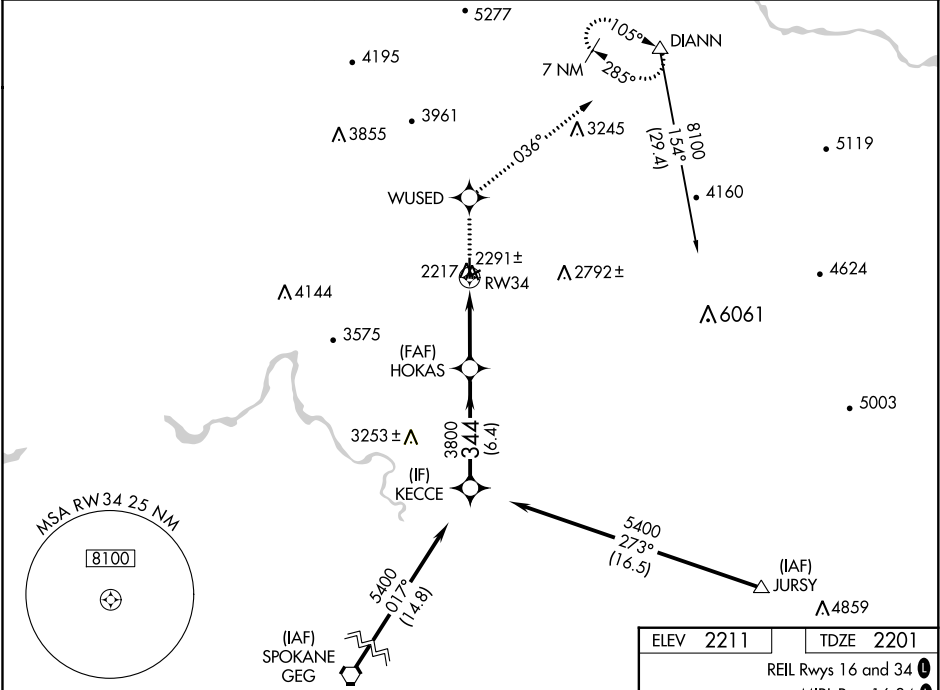 5277
4195
105°
DIANN
7 NM
285°
3961
3855
3245
8100
154°
(29.4)
5119
036°
4160
WUSED
2291±
2217
RW34
2792±
4624
4144
6061
3575
(FAF)
HOKAS
5003
3800
344
(6.4)
3253±
(IF)
KECCE
MSA RW34 25 NM
8100
5400
273°
(16.5)
(IAF)
JURSY
5400
017°
(14.8)
4859
(IAF)
SPOKANE
GEG
ELEV 2211
TDZE 2201
REIL Rwys 16 and 34 L